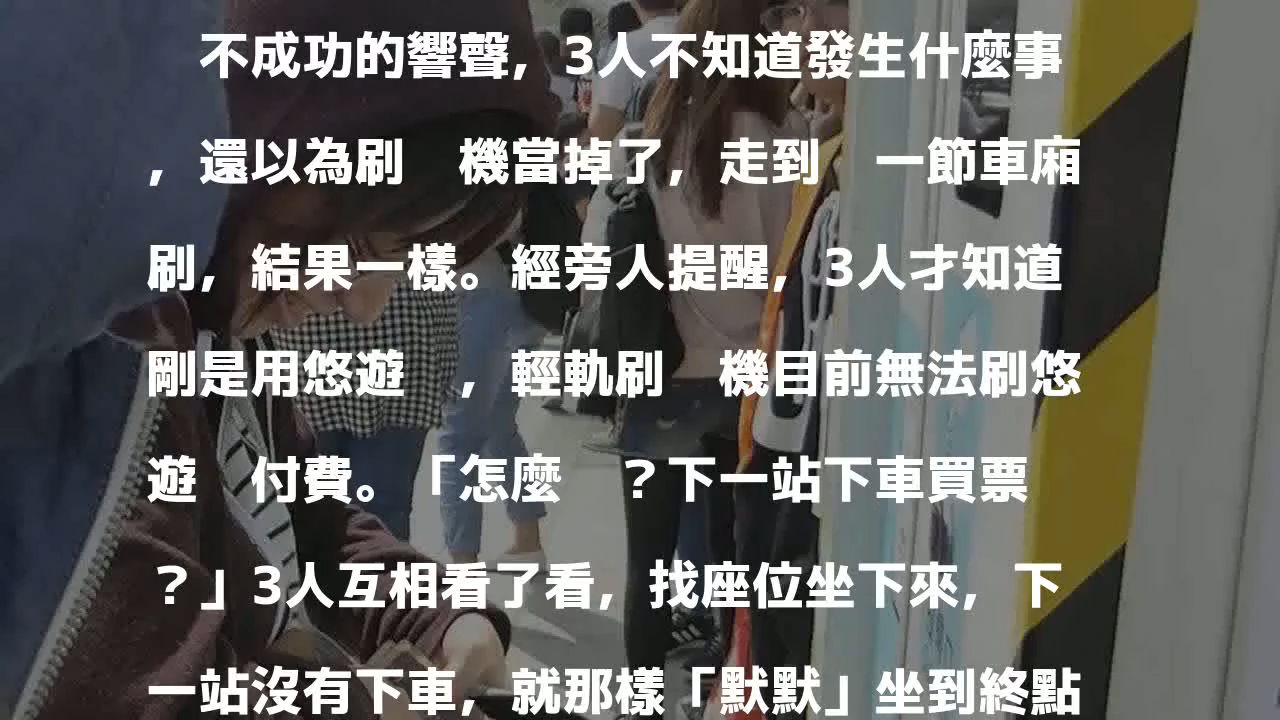 不成功的響聲，3人不知道發生什麼事
，還以為刷　機當掉了，走到　一節車廂
刷，結果一樣。經旁人提醒，3人才知道
剛是用悠遊　，輕軌刷　機目前無法刷悠
遊　付費。「怎麼　？下一站下車買票
？」3人互相看了看，找座位坐下來，下
一站沒有下車，就那樣「默默」坐到終點